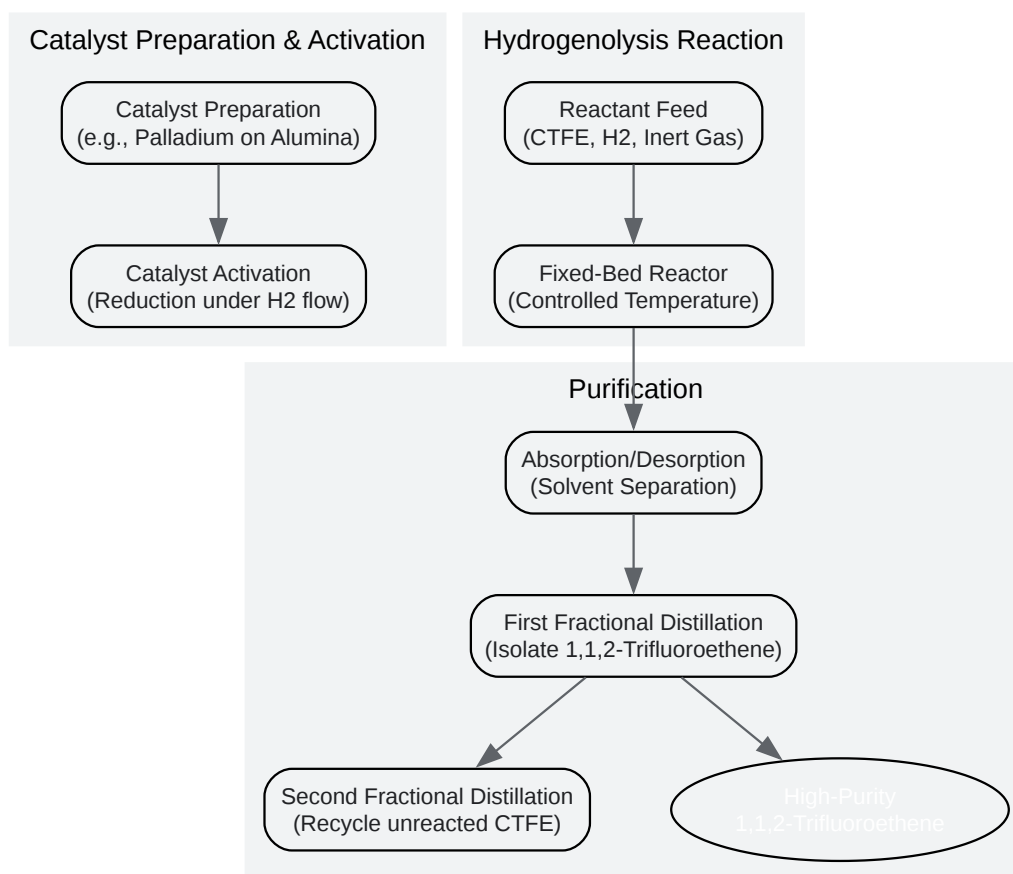 Catalyst Preparation & Activation
Catalyst Preparation
(e.g., Palladium on Alumina)
Catalyst Activation
(Reduction under H2 flow)
Hydrogenolysis Reaction
Reactant Feed
(CTFE, H2, Inert Gas)
Fixed-Bed Reactor
(Controlled Temperature)
Purification
Absorption/Desorption
(Solvent Separation)
First Fractional Distillation
(Isolate 1,1,2-Trifluoroethene)
Second Fractional Distillation
(Recycle unreacted CTFE)
High-Purity
1,1,2-Trifluoroethene